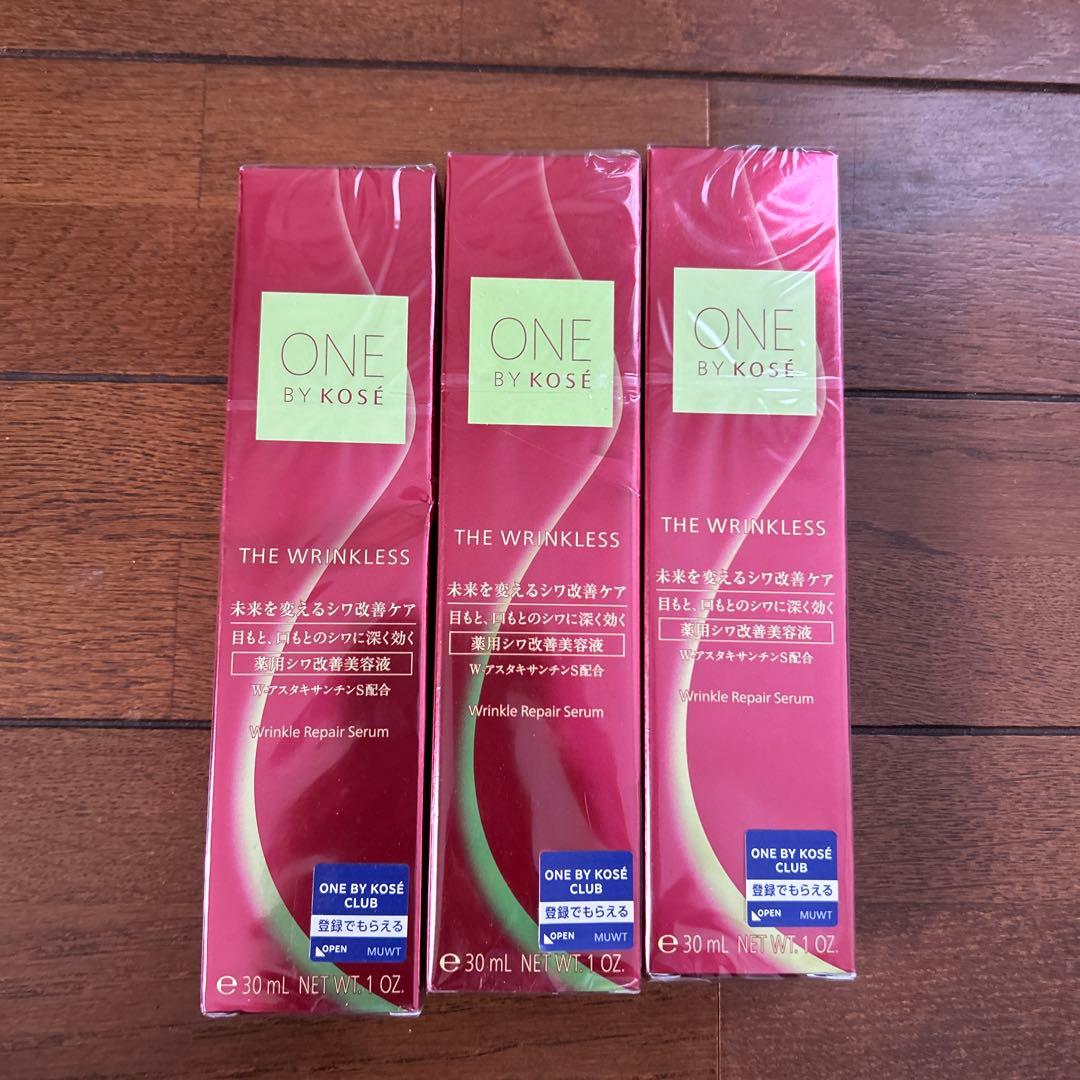 ONE
BY KOSÉ
THE WRINKLESS
未来を変えるシワ改善ケア
目もと、口もとのシワに深く効く
薬用シワ改善美容液
W-アスタキサンチンS配合
Wrinkle Repair Serum
ONE BY KOSÉ
CLUB
登録でもらえる
OPEN MUWT
e 30 mL NET WT. 1 OZ.
ONE
BY KOSÉ
THE WRINKLESS
未来を変えるシワ改善ケア
目もと、口もとのシワに深く効く
薬用シワ改善美容液
W-アスタキサンチンS配合
Wrinkle Repair Serum
ONE BY KOSÉ
CLUB
登録でもらえる
OPEN MUWT
e 30 mL NET WT. 1 OZ.
ONE
BY KOSÉ
THE WRINKLESS
未来を変えるシワ改善ケア
目もと、口もとのシワに深く効く
薬用シワ改善美容液
W-アスタキサンチンS配合
Wrinkle Repair Serum
ONE BY KOSÉ
CLUB
登録でもらえる
OPEN MUWT
e 30 mL NET WT. 1 OZ.